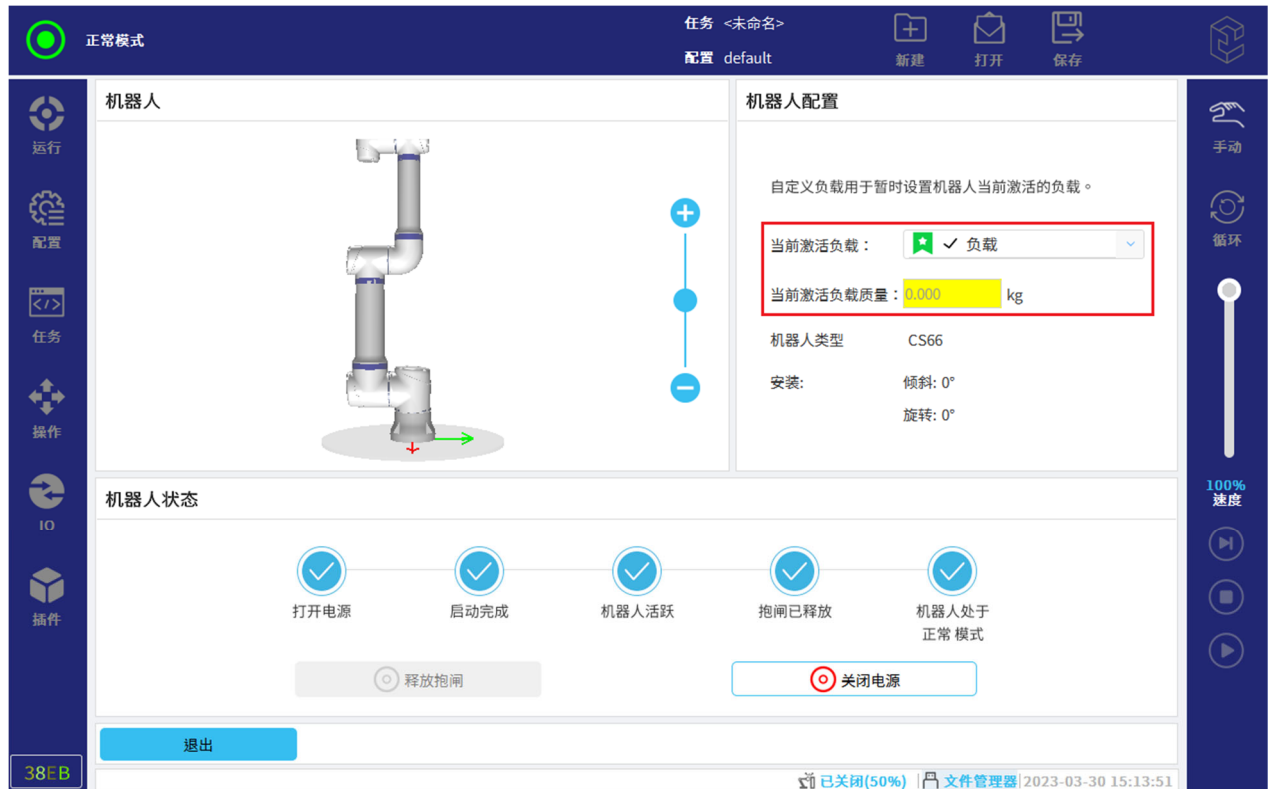 正常模式
任务 <未命名>
配置 default
新建
打开
保存
运行
配置
任务
操作
IO
插件
38EB
机器人
机器人配置
自定义负载用于暂时设置机器人当前激活的负载。
当前激活负载： 负载
当前激活负载质量： 0.000 kg
机器人类型 CS66
安装: 倾斜: 0°
旋转: 0°
机器人状态
打开电源
启动完成
机器人活跃
抱闸已释放
机器人处于
正常 模式
释放抱闸
关闭电源
退出
已关闭(50%)
文件管理器
2023-03-30 15:13:51
手动
循环
100%
速度